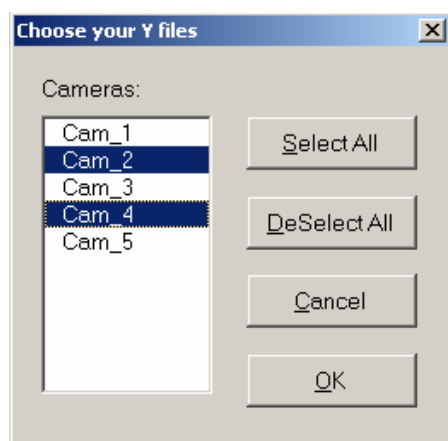 Choose your Y files
Cameras:
Cam_1
Cam_2
Cam_3
Cam_4
Cam_5
Select All
DeSelect All
Cancel
OK